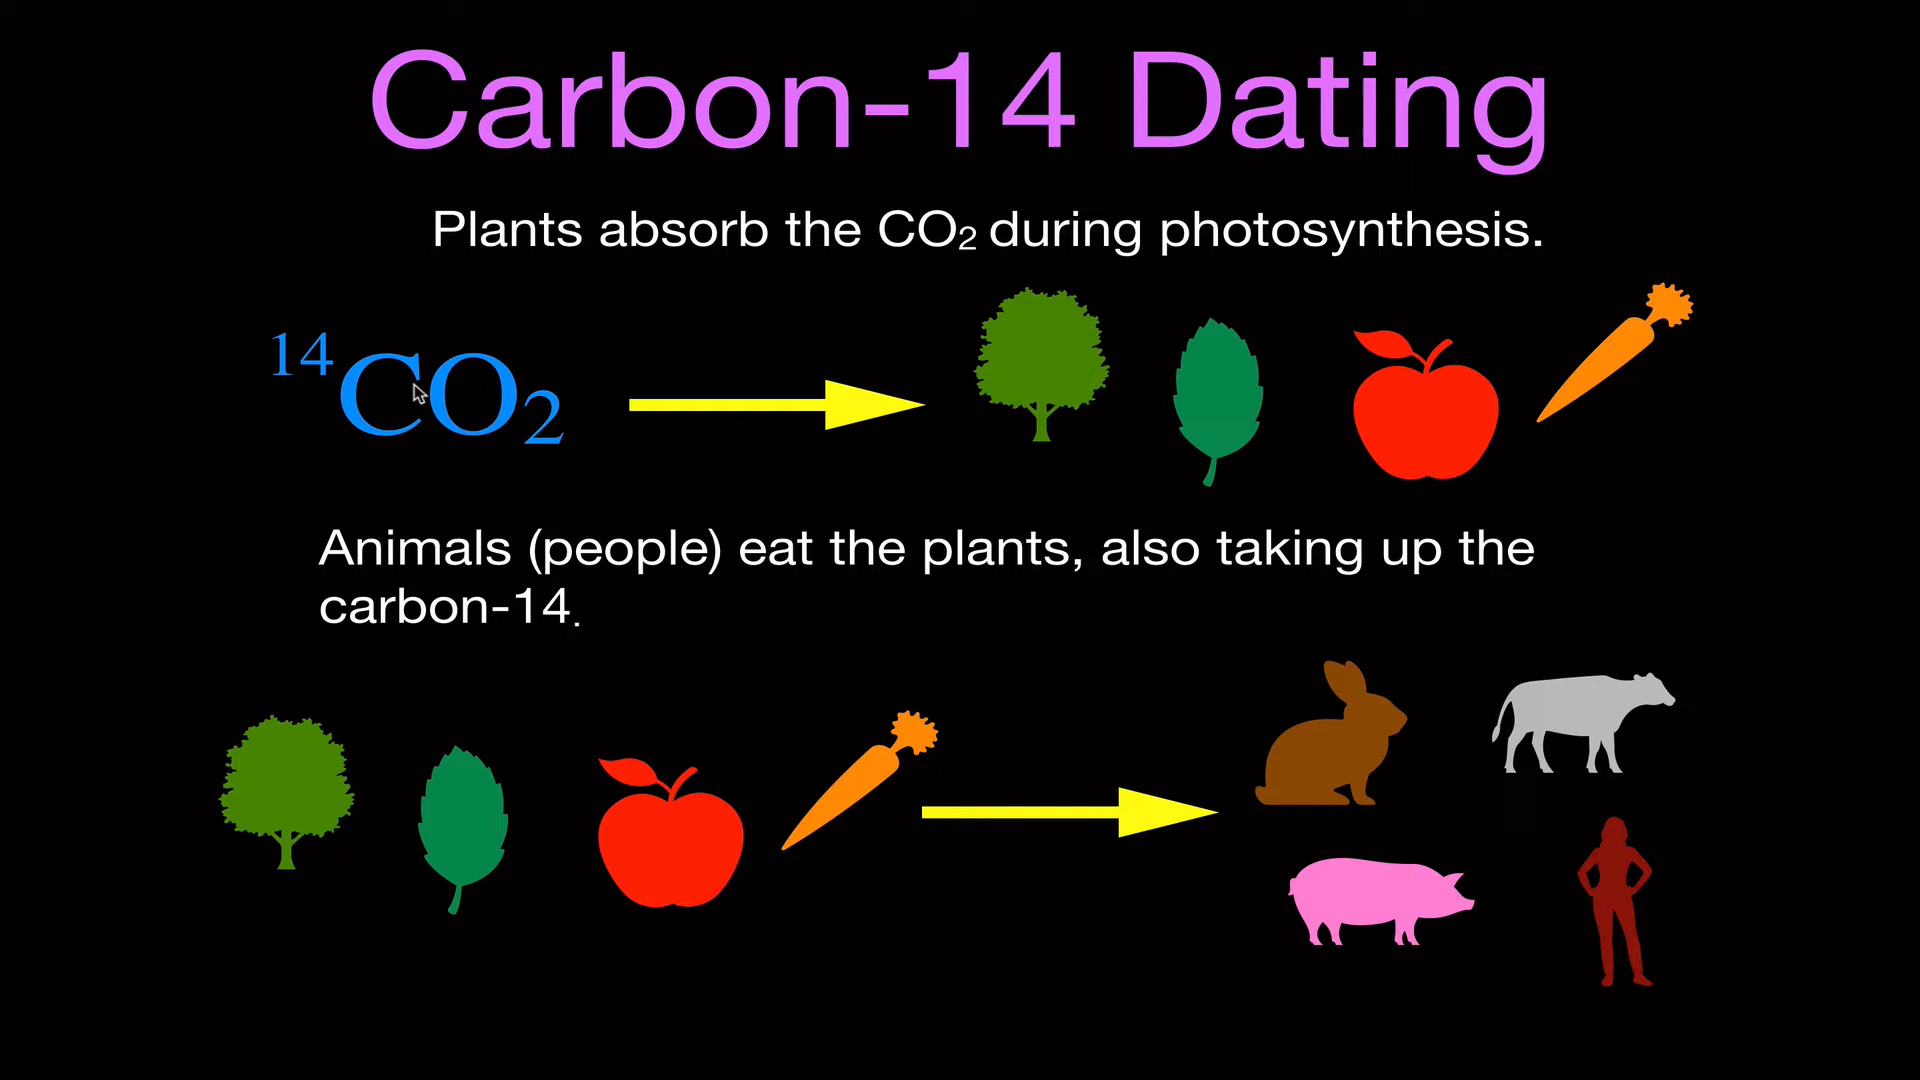 Carbon-14 Dating
Plants absorb the CO₂ during photosynthesis.
¹⁴CO₂
Animals (people) eat the plants, also taking up the
carbon-14.